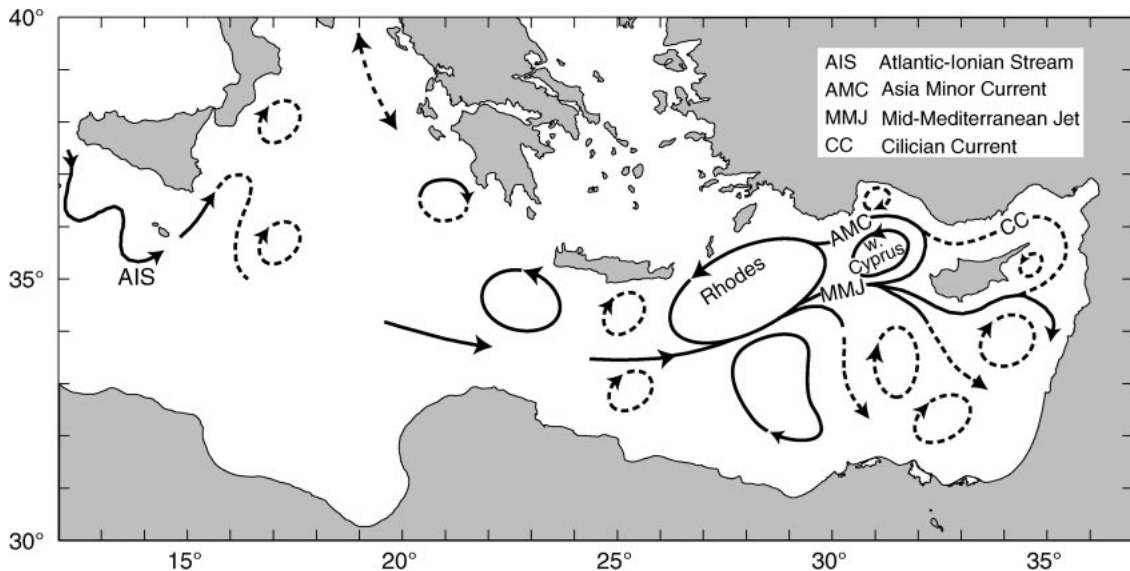 40°
AIS Atlantic-Ionian Stream
AMC Asia Minor Current
MMJ Mid-Mediterranean Jet
CC Cilician Current
AMC
CC
W.
Cyprus
35°
AIS
Rhodes
MMJ
30°
15°
20°
25°
30°
35°